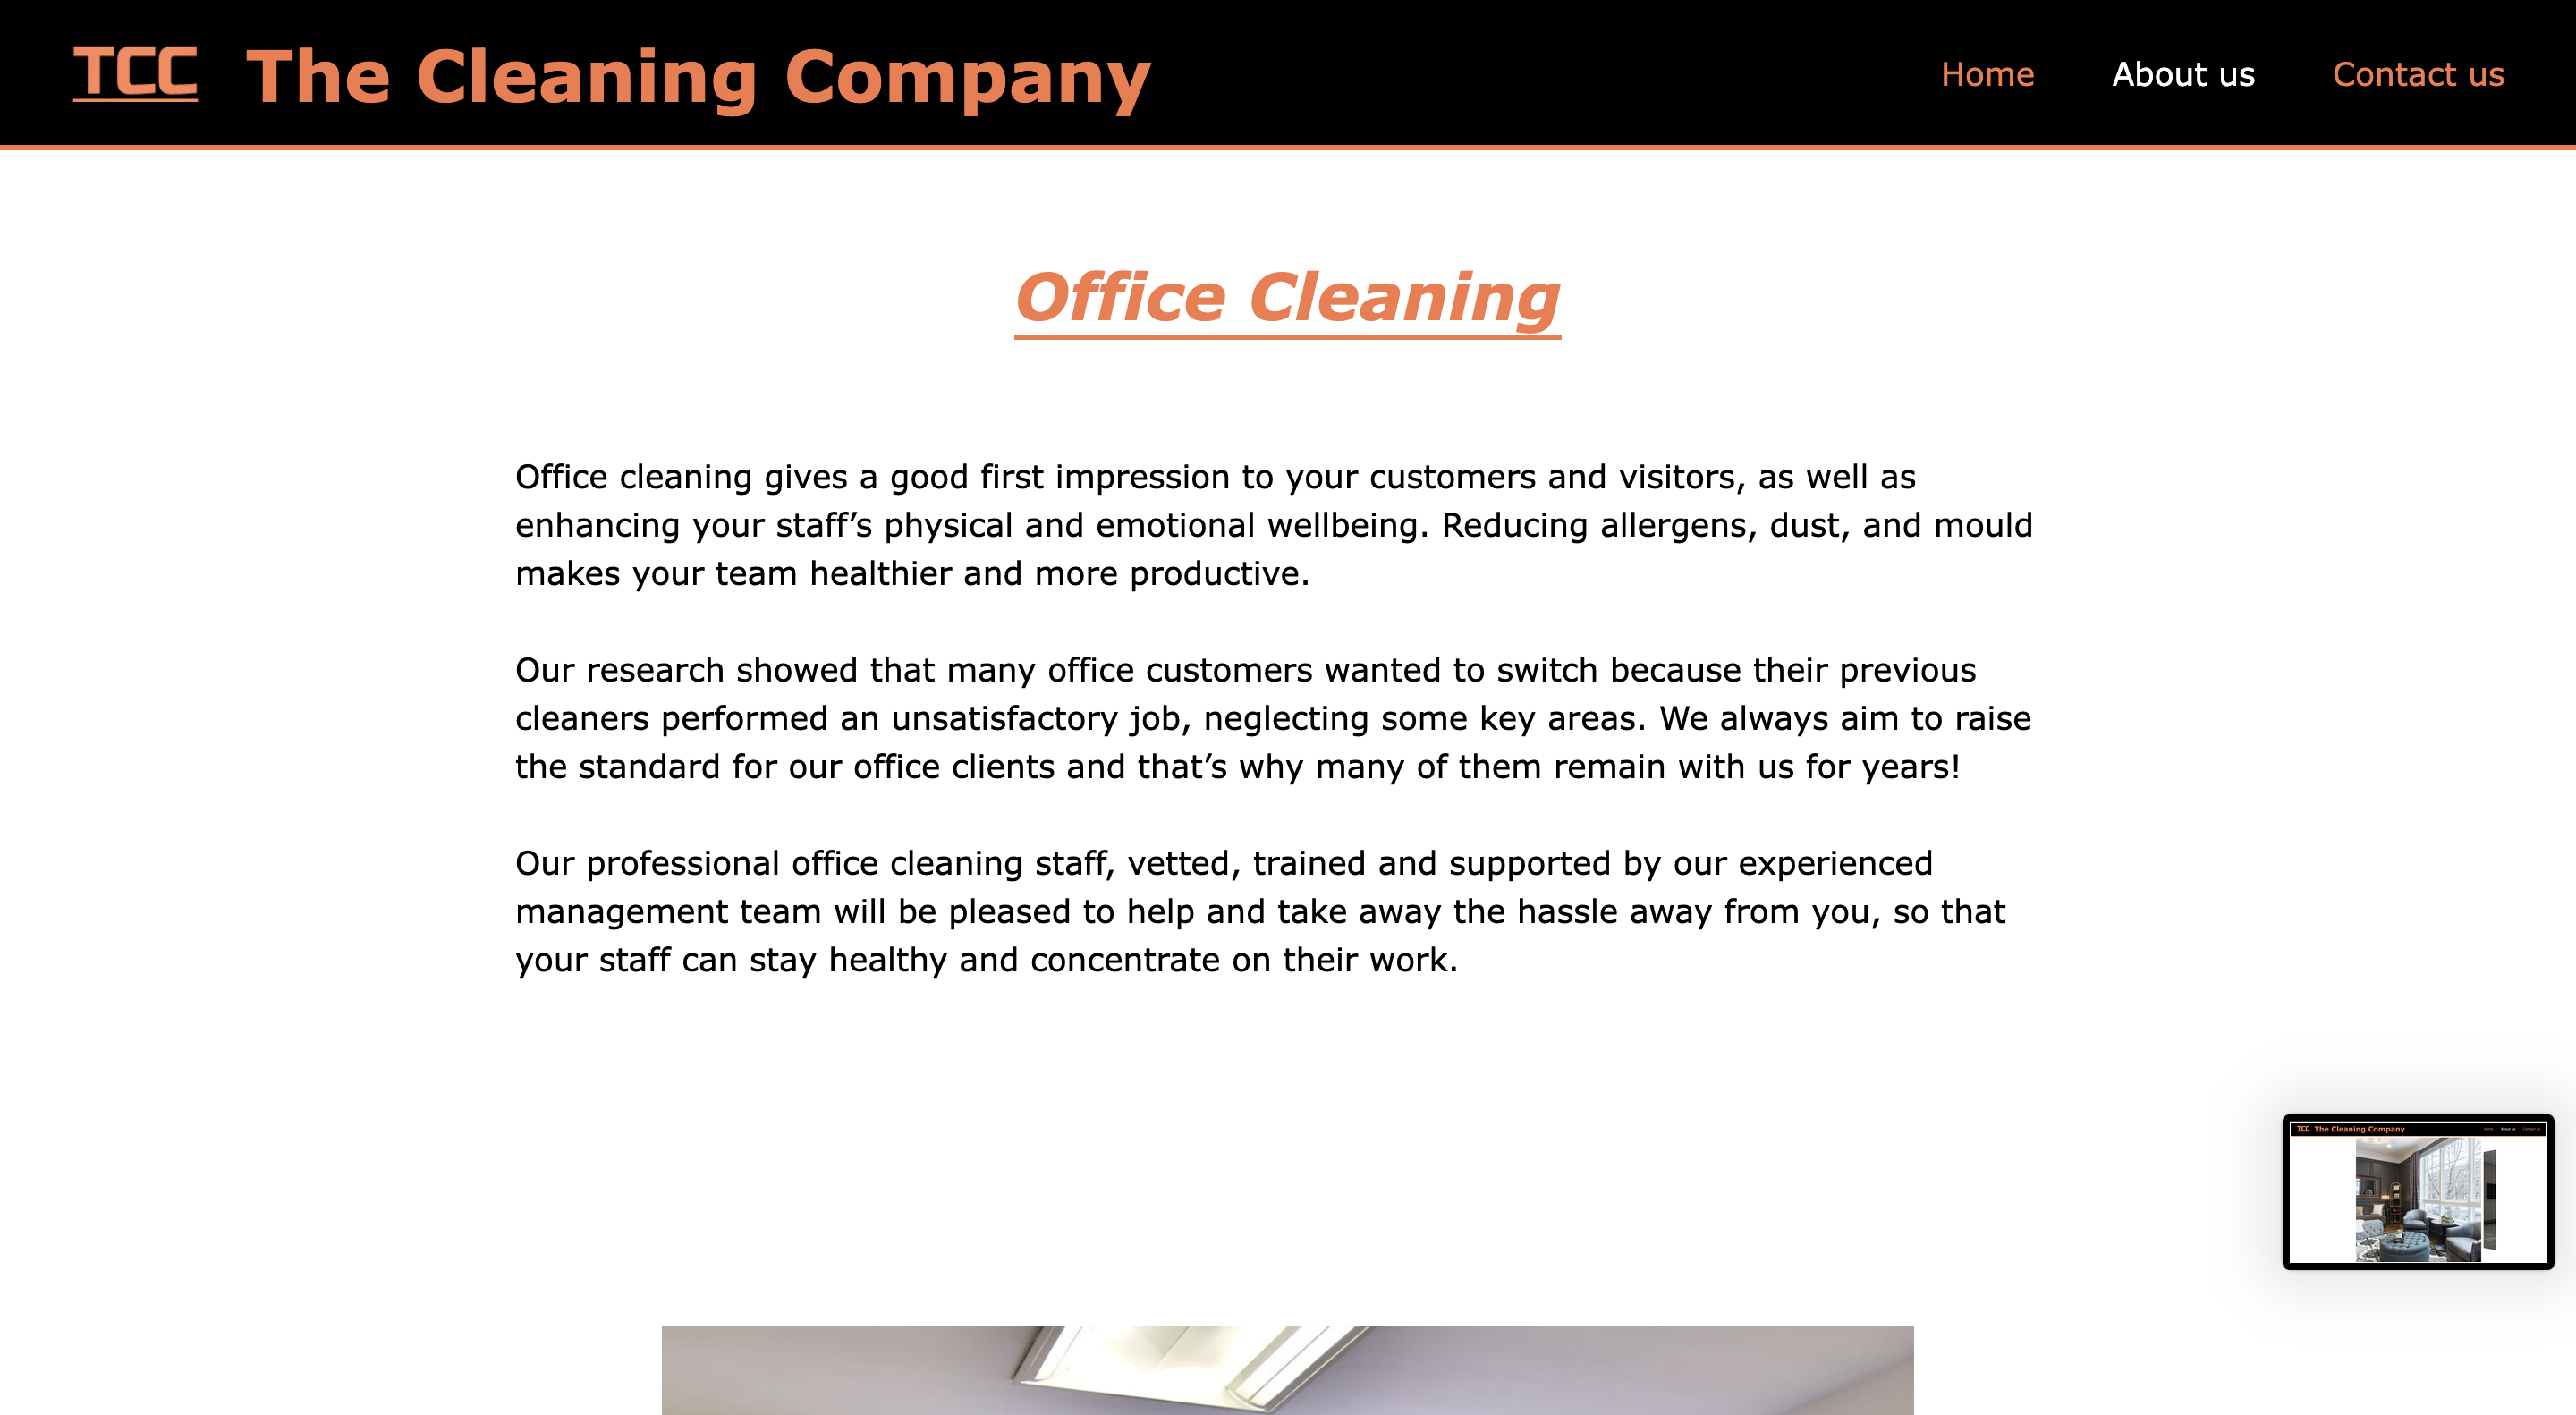 TCC The Cleaning Company Home About us Contact us
Office Cleaning
Office cleaning gives a good first impression to your customers and visitors, as well as
enhancing your staff’s physical and emotional wellbeing. Reducing allergens, dust, and mould
makes your team healthier and more productive.
Our research showed that many office customers wanted to switch because their previous
cleaners performed an unsatisfactory job, neglecting some key areas. We always aim to raise
the standard for our office clients and that’s why many of them remain with us for years!
Our professional office cleaning staff, vetted, trained and supported by our experienced
management team will be pleased to help and take away the hassle away from you, so that
your staff can stay healthy and concentrate on their work.
TCC The Cleaning Company Home About us Contact us